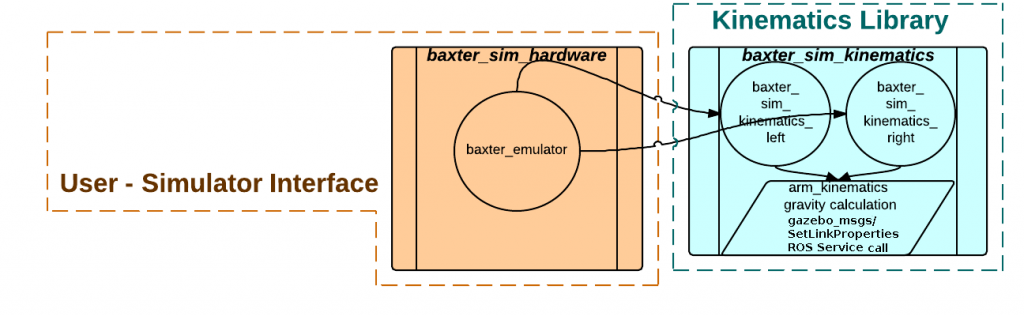 Kinematics Library
baxter_sim_hardware
baxter_sim_kinematics
baxter_emulator
baxter_
sim_
kinematics_
left
baxter_
sim_
kinematics_
right
User - Simulator Interface
arm_kinematics
gravity calculation
gazebo_msgs/
SetLinkProperties
ROS Service call